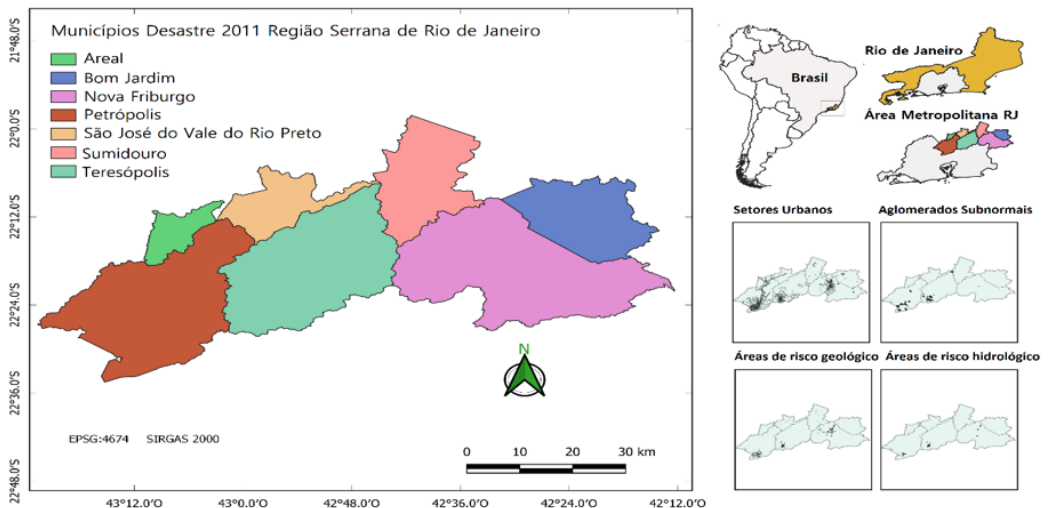 Municípios Desastre 2011 Região Serrana de Rio de Janeiro
Areal
Bom Jardim
Nova Friburgo
Petrópolis
São José do Vale do Rio Preto
Sumidouro
Teresópolis
21°48.0'S
22°0.0'S
22°12.0'S
22°24.0'S
22°36.0'S
22°48.0'S
N
EPSG:4674 SIRGAS 2000
0 10 20 30 km
43°12.0'O 43°0.0'O 42°48.0'O 42°36.0'O 42°24.0'O 42°12.0'O
Brasil
Rio de Janeiro
Área Metropolitana RJ
Setores Urbanos
Aglomerados Subnormais
Áreas de risco geológico
Áreas de risco hidrológico